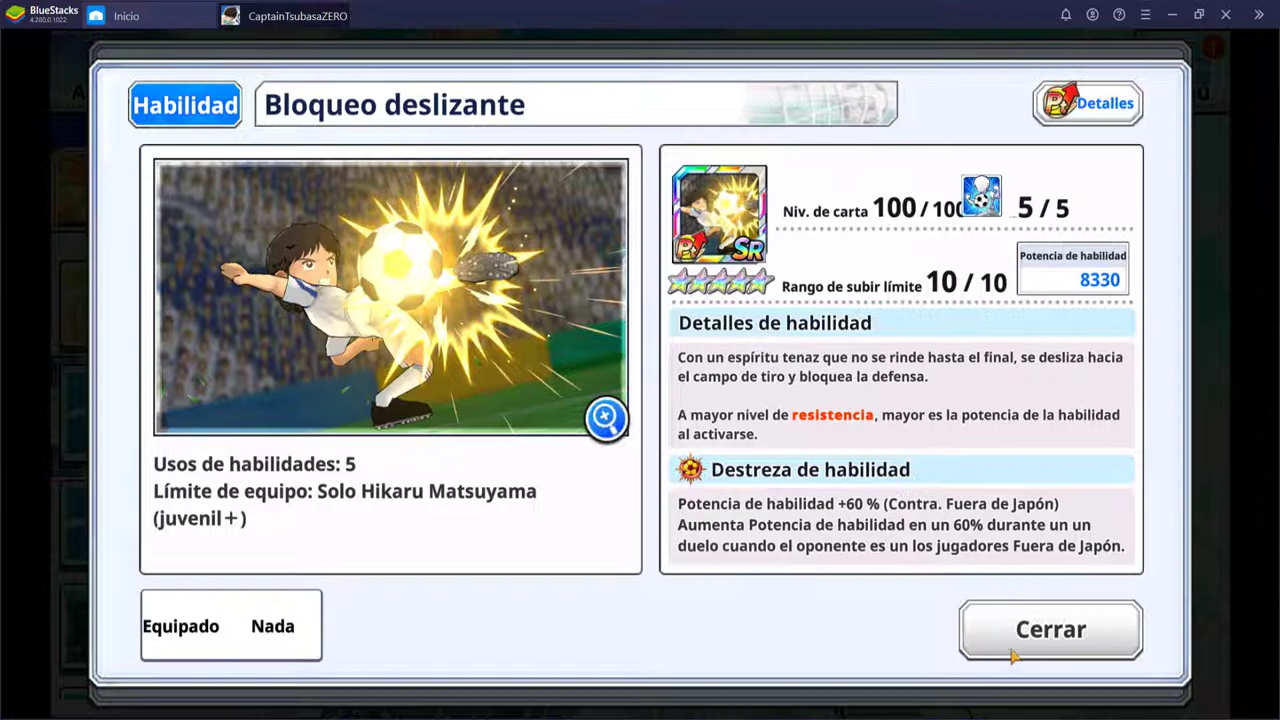 BlueStacks
4.280.0.1022
Inicio
CaptainTsubasaZERO
Habilidad
Bloqueo deslizante
Detalles
SR
Niv. de carta 100 / 100
5 / 5
Rango de subir límite 10 / 10
Potencia de habilidad
8330
Detalles de habilidad
Con un espíritu tenaz que no se rinde hasta el final, se desliza hacia
el campo de tiro y bloquea la defensa.
A mayor nivel de resistencia, mayor es la potencia de la habilidad
al activarse.
Destreza de habilidad
Potencia de habilidad +60 % (Contra. Fuera de Japón)
Aumenta Potencia de habilidad en un 60% durante un un
duelo cuando el oponente es un los jugadores Fuera de Japón.
Usos de habilidades: 5
Límite de equipo: Solo Hikaru Matsuyama
(juvenil+)
Equipado Nada
Cerrar